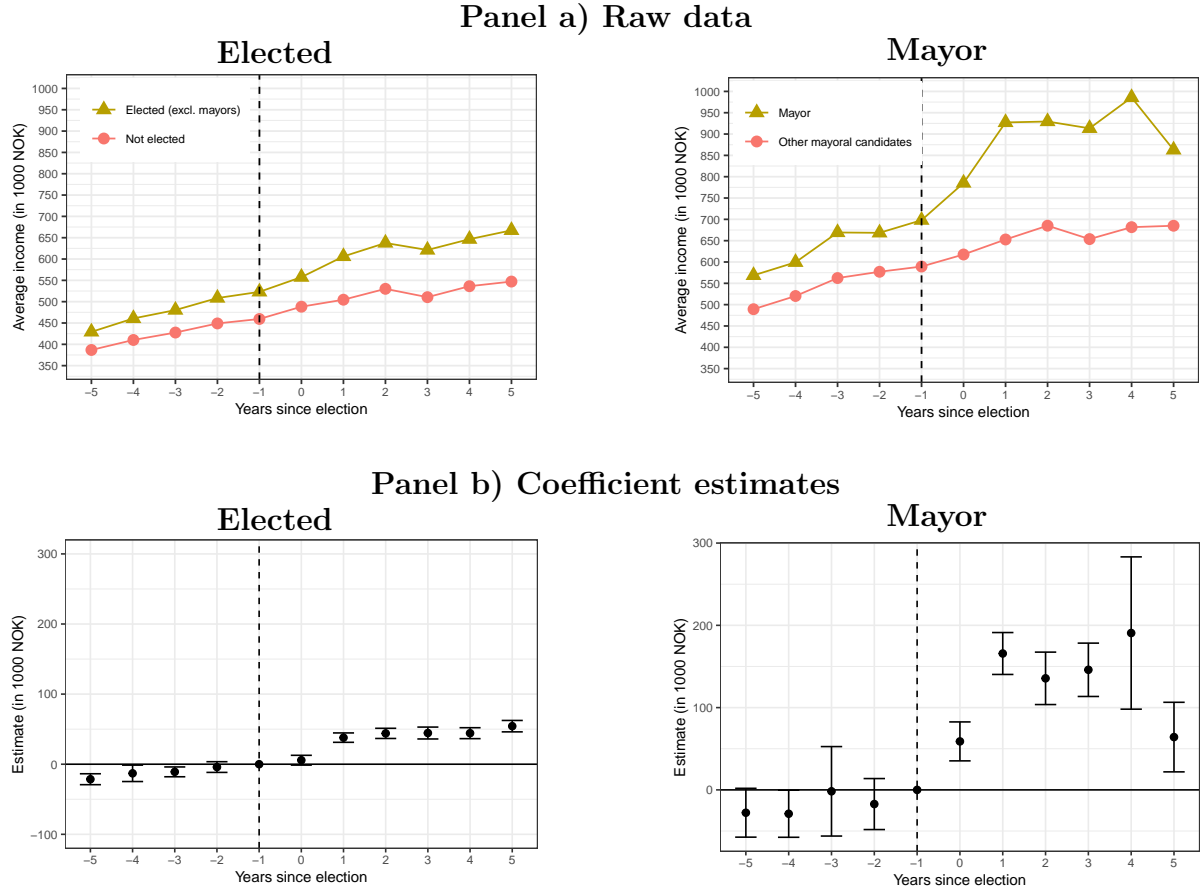 Panel a) Raw data
Elected
Average income (in 1000 NOK)
1000
950
900
850
800
750
700
650
600
550
500
450
400
350
Elected (excl. mayors)
Not elected
−5 −4 −3 −2 −1 0 1 2 3 4 5
Years since election
Mayor
Average income (in 1000 NOK)
1000
950
900
850
800
750
700
650
600
550
500
450
400
350
Mayor
Other mayoral candidates
−5 −4 −3 −2 −1 0 1 2 3 4 5
Years since election
Panel b) Coefficient estimates
Elected
Estimate (in 1000 NOK)
300
200
100
0
−100
−5 −4 −3 −2 −1 0 1 2 3 4 5
Years since election
Mayor
Estimate (in 1000 NOK)
300
200
100
0
−5 −4 −3 −2 −1 0 1 2 3 4 5
Years since election